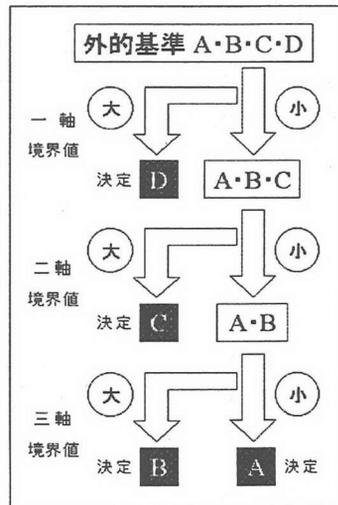 外的基準 A・B・C・D
大
小
一軸
境界値
決定 D
A・B・C
大
小
二軸
境界値
決定 C
A・B
大
小
三軸
境界値
決定 B
A 決定